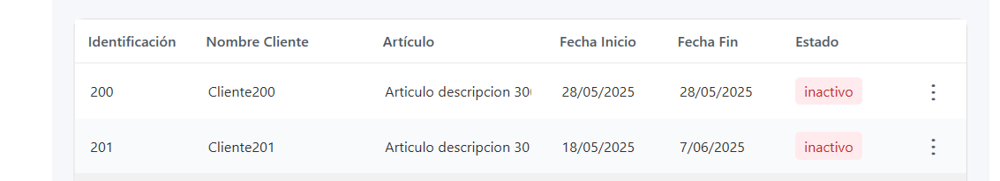 Identificación Nombre Cliente Artículo Fecha Inicio Fecha Fin Estado
200 Cliente200 Articulo descripcion 30 28/05/2025 28/05/2025 inactivo
201 Cliente201 Articulo descripcion 30 18/05/2025 7/06/2025 inactivo